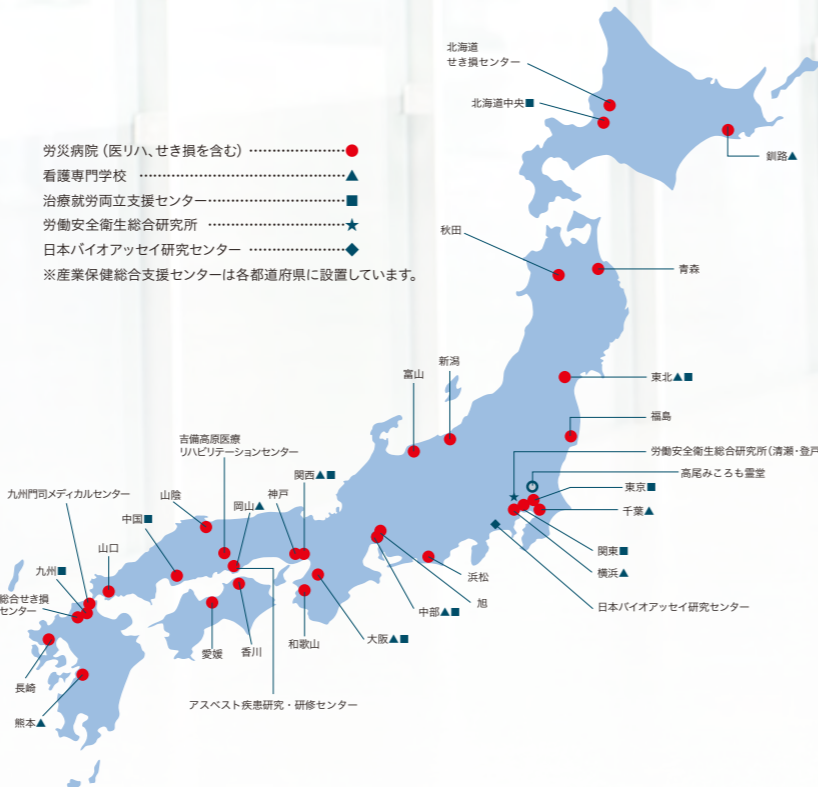 労災病院（医リハ、せき損を含む）●
看護専門学校▲
治療就労両立支援センター■
労働安全衛生総合研究所★
日本バイオアッセイ研究センター◆
※産業保健総合支援センターは各都道府県に設置しています。
北海道
せき損センター
北海道中央■
釧路▲
秋田
青森
東北▲■
福島
新潟
富山
労働安全衛生総合研究所（清瀬・登戸
高尾みころも霊堂
東京■
千葉▲
関東■
横浜▲
日本バイオアッセイ研究センター
浜松
旭
中部▲■
吉備高原医療
リハビリテーションセンター
関西▲■
神戸
岡山▲
山陰
中国■
九州門司メディカルセンター
山口
九州■
総合せき損
センター
長崎
熊本▲
愛媛
香川
和歌山
大阪▲■
アスベスト疾患研究・研修センター